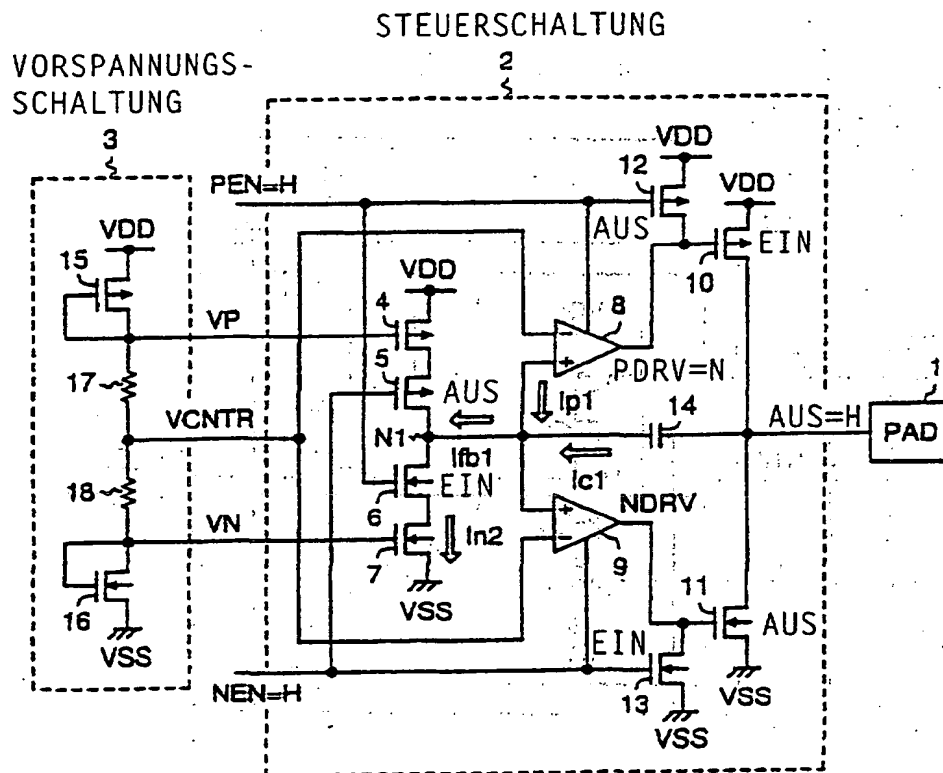 STEUERSCHALTUNG
2
VORSPANNUNGS-
SCHALTUNG
3
VDD
15
VP
17
VCNTR
18
VN
16
VSS
PEN=H
NEN=H
VDD
4
5
AUS
N1
Ifb1
6
EIN
7
In2
VSS
VDD
12
AUS
VDD
10
EIN
8
-
+
PDRV=N
Ip1
14
Ic1
AUS=H
1
PAD
NDRV
+
-
9
11
AUS
VSS
EIN
13
VSS